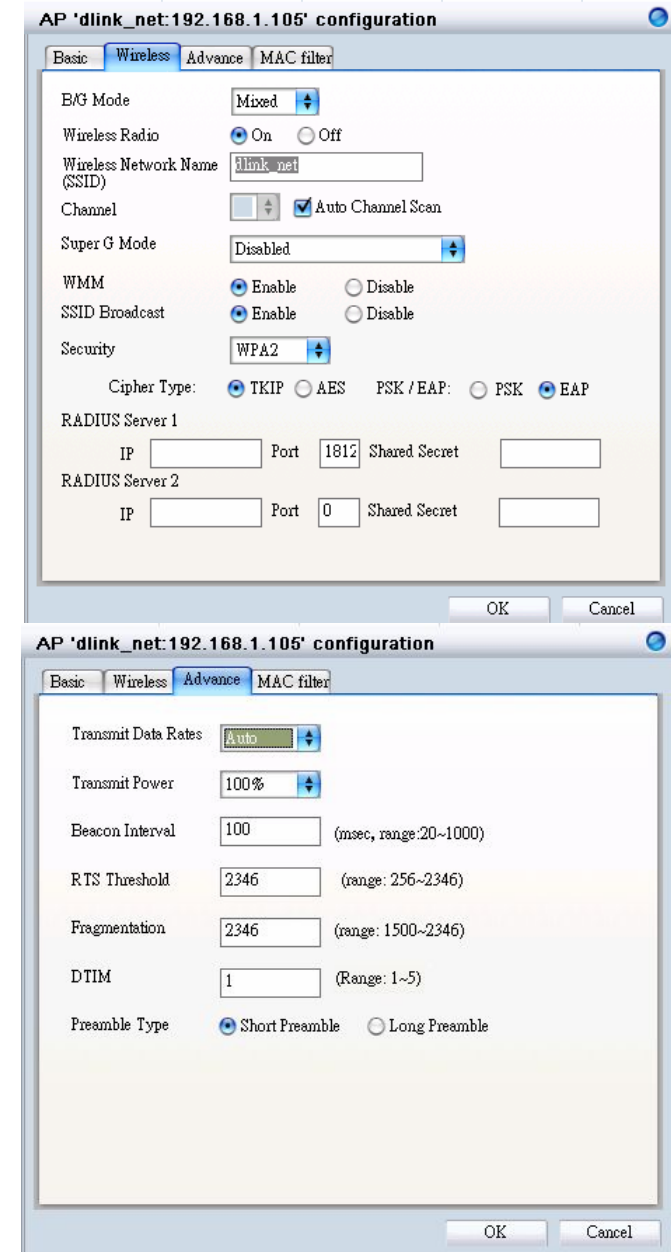 AP 'dlink_net:192.168.1.105' configuration
Basic Wireless Advance MAC filter
B/G Mode Mixed
Wireless Radio On Off
Wireless Network Name dlink_net
(SSID)
Channel Auto Channel Scan
Super G Mode Disabled
WMM Enable Disable
SSID Broadcast Enable Disable
Security WPA2
Cipher Type: TKIP AES PSK / EAP: PSK EAP
RADIUS Server 1
IP Port 1812 Shared Secret
RADIUS Server 2
IP Port 0 Shared Secret
OK Cancel
AP 'dlink_net:192.168.1.105' configuration
Basic Wireless Advance MAC filter
Transmit Data Rates Auto
Transmit Power 100%
Beacon Interval 100 (msec, range:20~1000)
RTS Threshold 2346 (range: 256~2346)
Fragmentation 2346 (range: 1500~2346)
DTIM 1 (Range: 1~5)
Preamble Type Short Preamble Long Preamble
OK Cancel